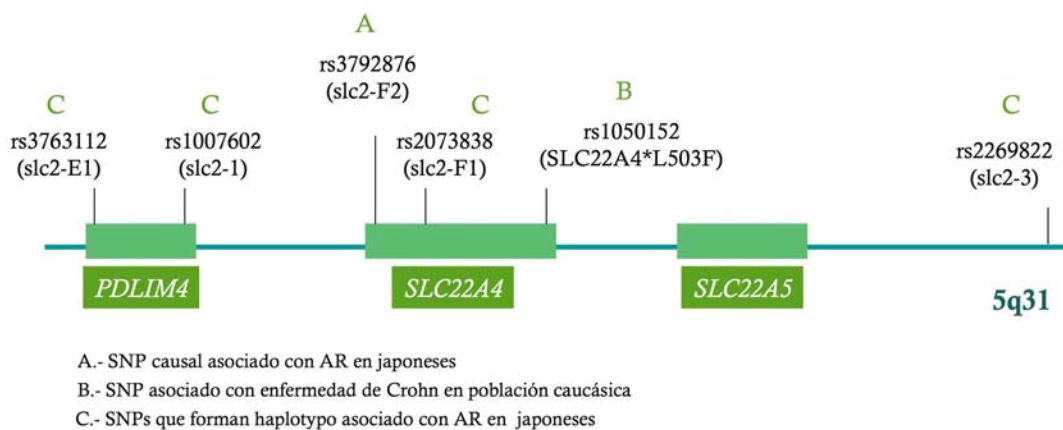 A
rs3792876
(slc2-F2)
C
rs3763112
(slc2-E1)
C
rs1007602
(slc2-1)
C
rs2073838
(slc2-F1)
B
rs1050152
(SLC22A4*L503F)
C
rs2269822
(slc2-3)
PDLIM4
SLC22A4
SLC22A5
5q31
A.- SNP causal asociado con AR en japoneses
B.- SNP asociado con enfermedad de Crohn en población caucásica
C.- SNPs que forman haplotypo asociado con AR en japoneses